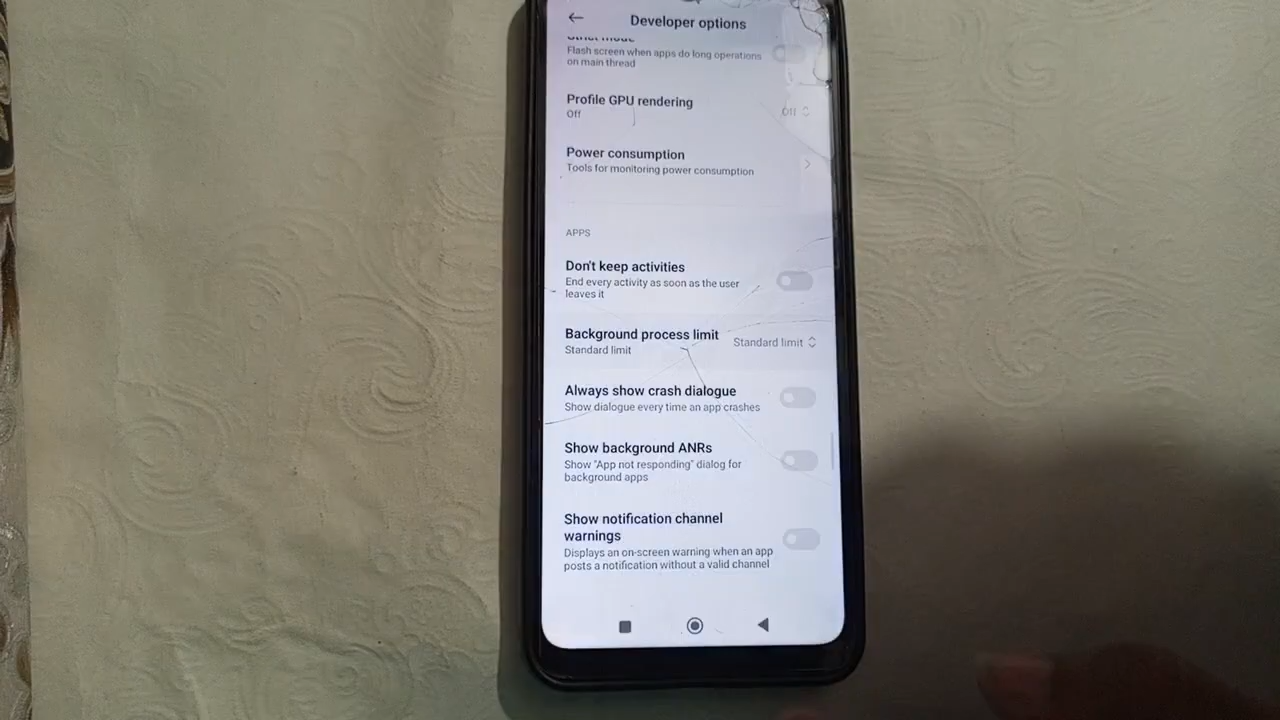 Developer options
Flash screen when apps do long operations
on main thread
Profile GPU rendering
Off
Off
Power consumption
Tools for monitoring power consumption
APPS
Don't keep activities
End every activity as soon as the user
leaves it
Background process limit
Standard limit
Standard limit
Always show crash dialogue
Show dialogue every time an app crashes
Show background ANRs
Show "App not responding" dialog for
background apps
Show notification channel
warnings
Displays an on-screen warning when an app
posts a notification without a valid channel